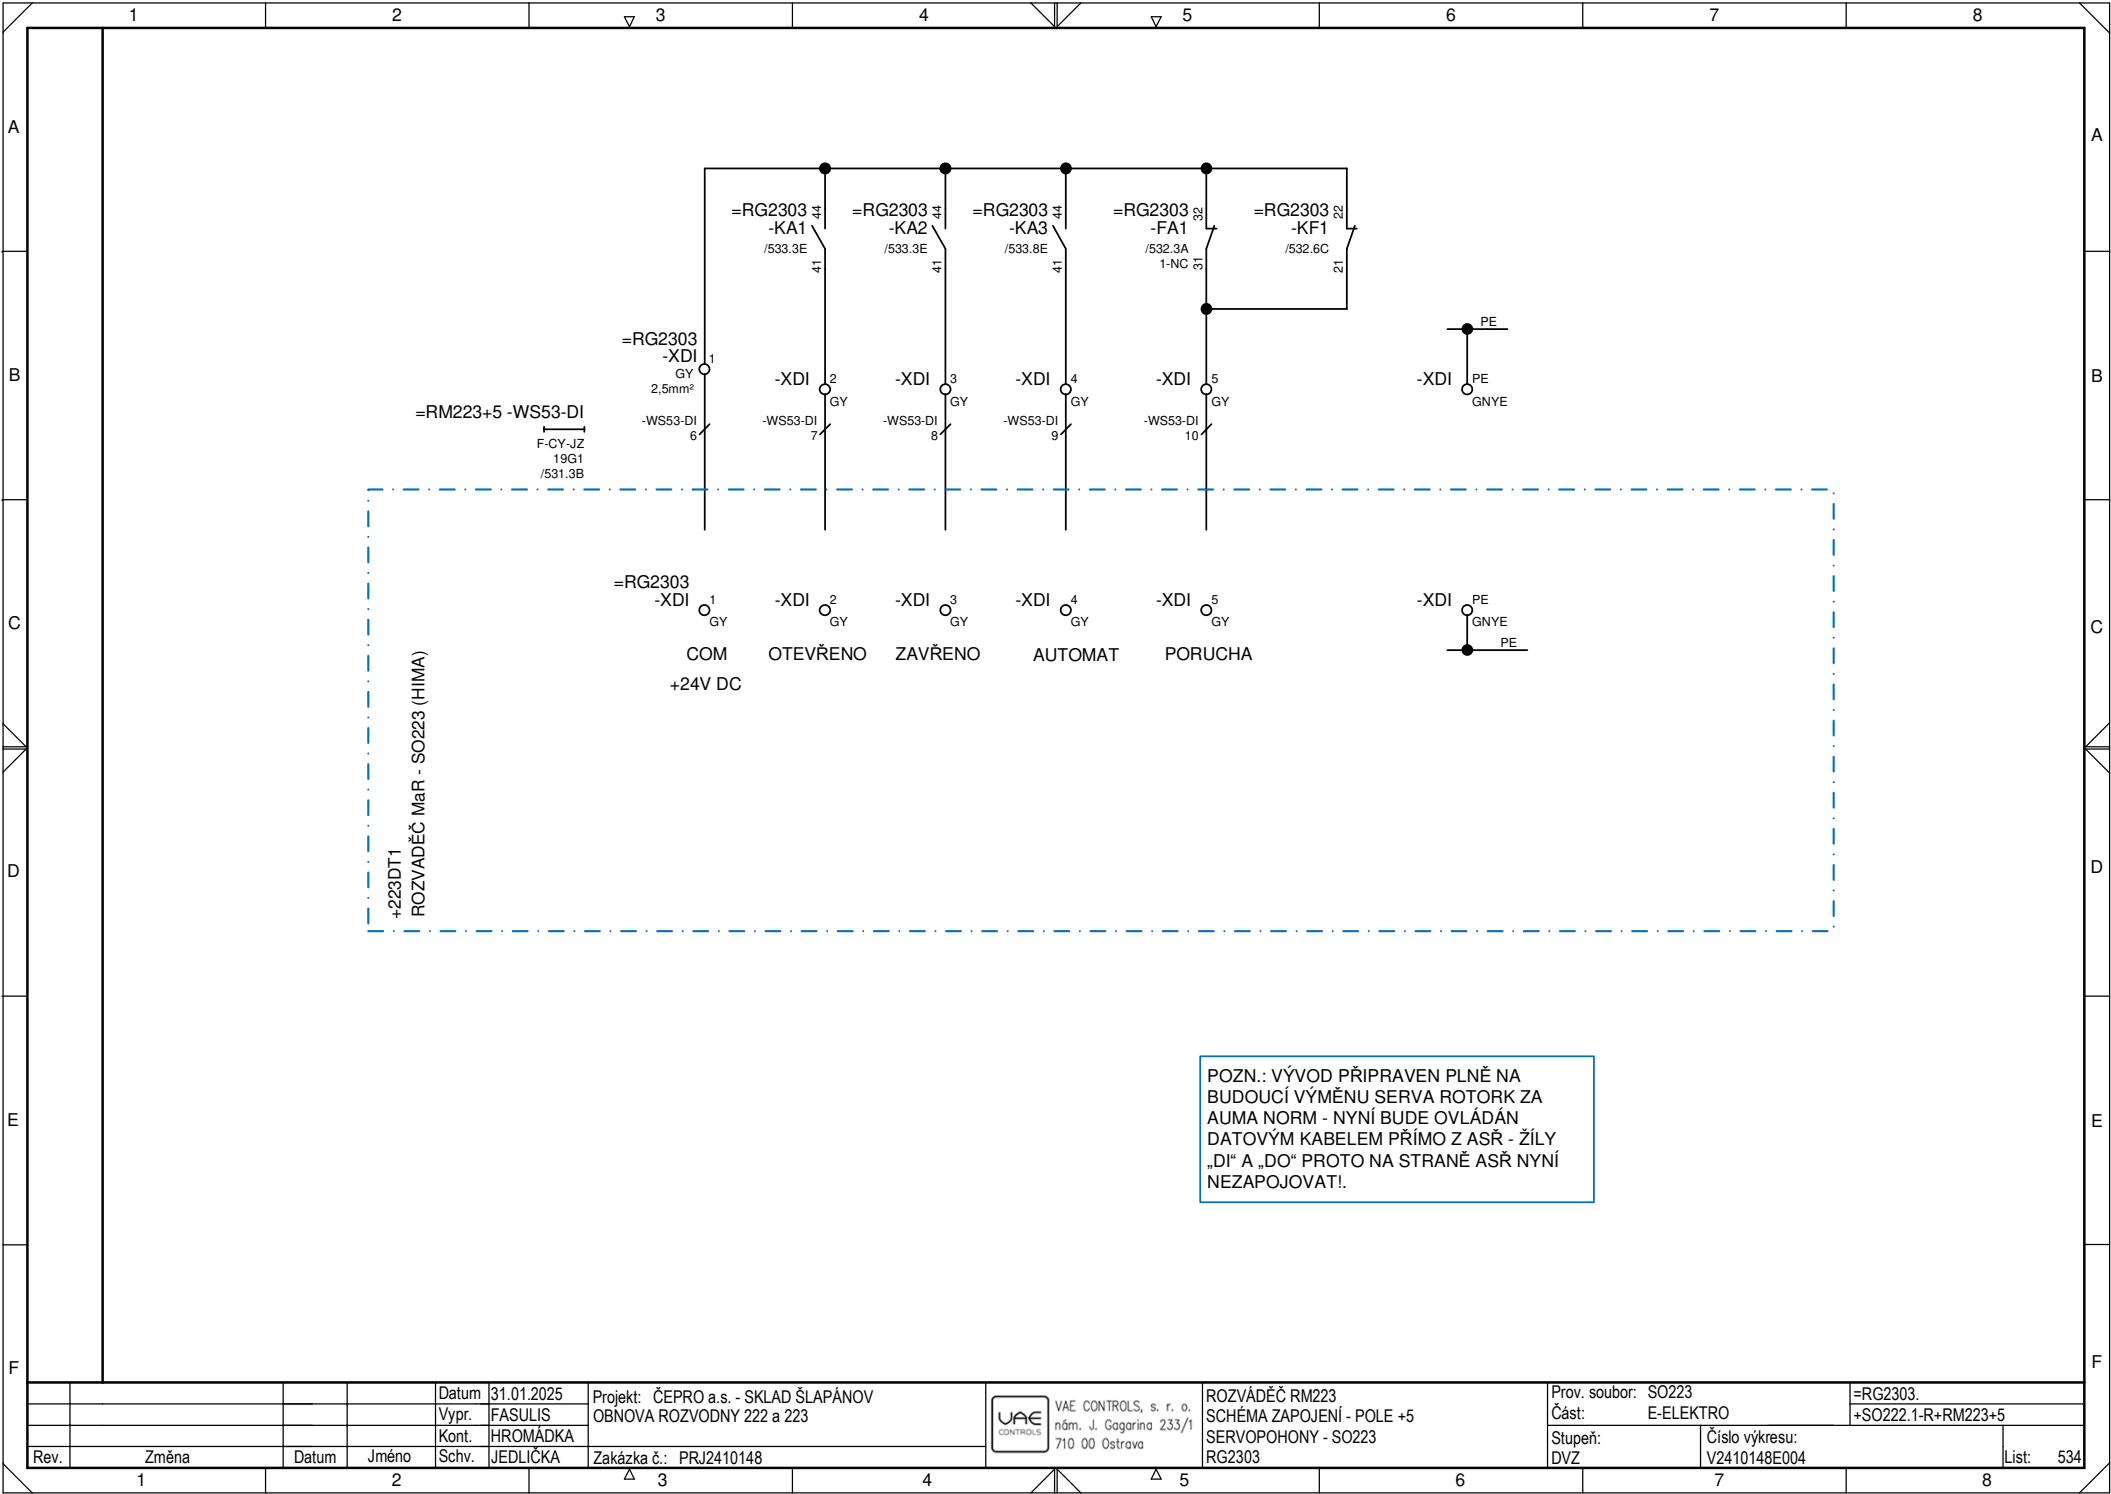 1 2 3 4 5 6 7 8
A A
=RG2303 44
-KA1
/533.3E
41
=RG2303 44
-KA2
/533.3E
41
=RG2303 44
-KA3
/533.8E
41
=RG2303 32
-FA1
/532.3A
1-NC 31
=RG2303 22
-KF1
/532.6C
21
B B
=RG2303
-XDI 1
GY
2,5mm²
-XDI 2
GY
-XDI 3
GY
-XDI 4
GY
-XDI 5
GY
PE
-XDI PE
GNYE
=RM223+5 -WS53-DI
F-CY-JZ
19G1
/531.3B
-WS53-DI
6
-WS53-DI
7
-WS53-DI
8
-WS53-DI
9
-WS53-DI
10
C C
=RG2303
-XDI 1
GY
-XDI 2
GY
-XDI 3
GY
-XDI 4
GY
-XDI 5
GY
-XDI PE
GNYE
PE
COM OTEVŘENO ZAVŘENO AUTOMAT PORUCHA
+24V DC
+223DT1
ROZVADĚČ MaR - SO223 (HIMA)
D D
E E
POZN.: VÝVOD PŘIPRAVEN PLNĚ NA
BUDOUCÍ VÝMĚNU SERVA ROTORK ZA
AUMA NORM - NYNÍ BUDE OVLÁDÁN
DATOVÝM KABELEM PŘÍMO Z ASŘ - ŽÍLY
„DI“ A „DO“ PROTO NA STRANĚ ASŘ NYNÍ
NEZAPOJOVAT!.
F F
Rev. Změna Datum Jméno
Datum 31.01.2025
Vypr. FASULIS
Kont. HROMÁDKA
Schv. JEDLIČKA
Projekt: ČEPRO a.s. - SKLAD ŠLAPÁNOV
OBNOVA ROZVODNY 222 a 223
Zakázka č.: PRJ2410148
VAE
CONTROLS
VAE CONTROLS, s. r. o.
nám. J. Gagarina 233/1
710 00 Ostrava
ROZVÁDĚČ RM223
SCHÉMA ZAPOJENÍ - POLE +5
SERVOPOHONY - SO223
RG2303
Prov. soubor: SO223
Část: E-ELEKTRO
Stupeň:
DVZ
Číslo výkresu:
V2410148E004
=RG2303.
+SO222.1-R+RM223+5
List: 534
1 2 3 4 5 6 7 8